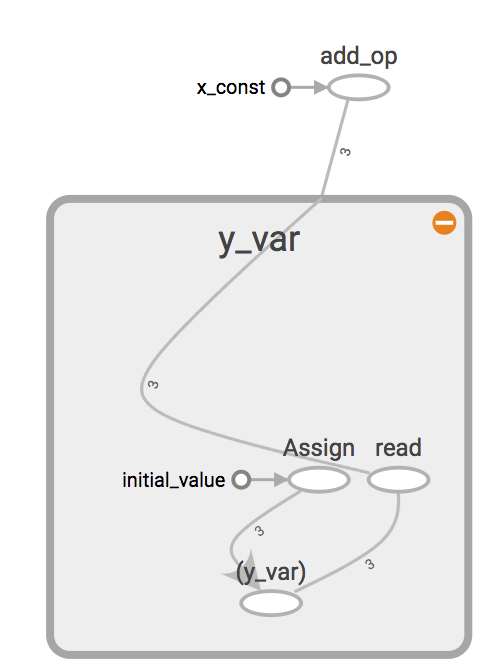 add_op
x_const
3
y_var
3
Assign read
initial_value
3
(y_var)
3